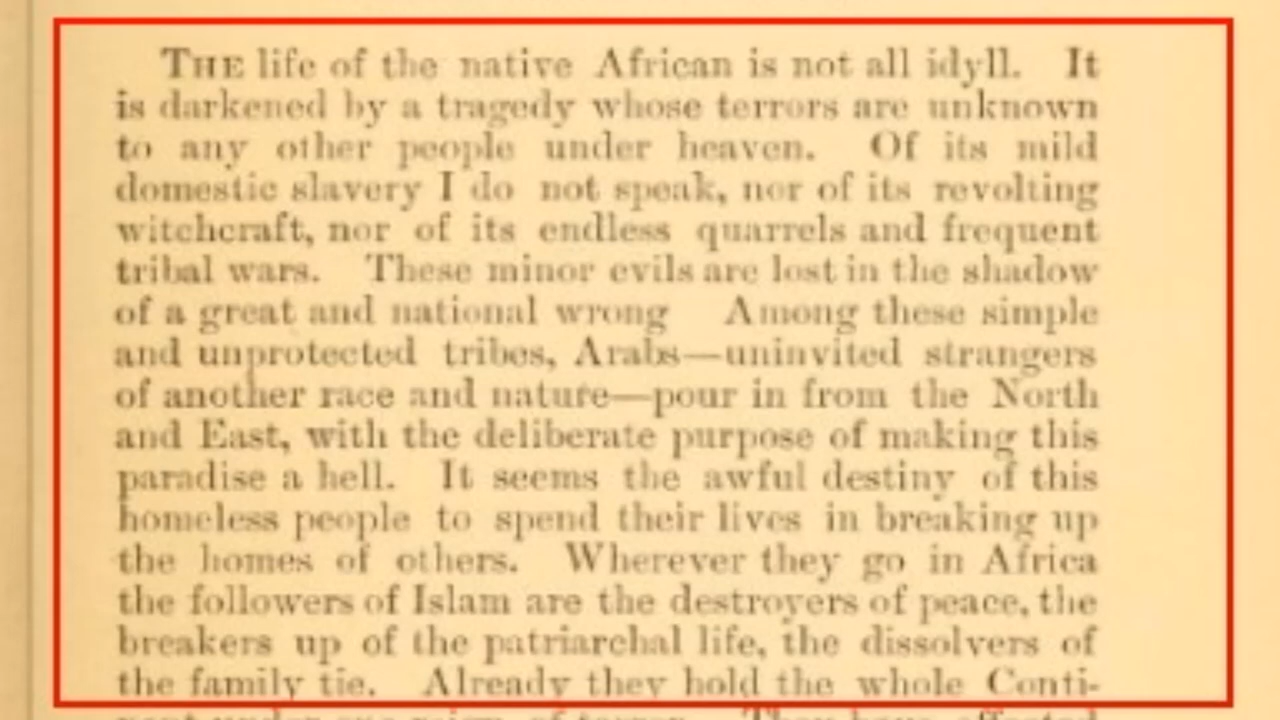 THE life of the native African is not all idyll. It
is darkened by a tragedy whose terrors are unknown
to any other people under heaven. Of its mild
domestic slavery I do not speak, nor of its revolting
witchcraft, nor of its endless quarrels and frequent
tribal wars. These minor evils are lost in the shadow
of a great and national wrong Among these simple
and unprotected tribes, Arabs—uninvited strangers
of another race and nature—pour in from the North
and East, with the deliberate purpose of making this
paradise a hell. It seems the awful destiny of this
homeless people to spend their lives in breaking up
the homes of others. Wherever they go in Africa
the followers of Islam are the destroyers of peace, the
breakers up of the patriarchal life, the dissolvers of
the family tie. Already they hold the whole Conti-